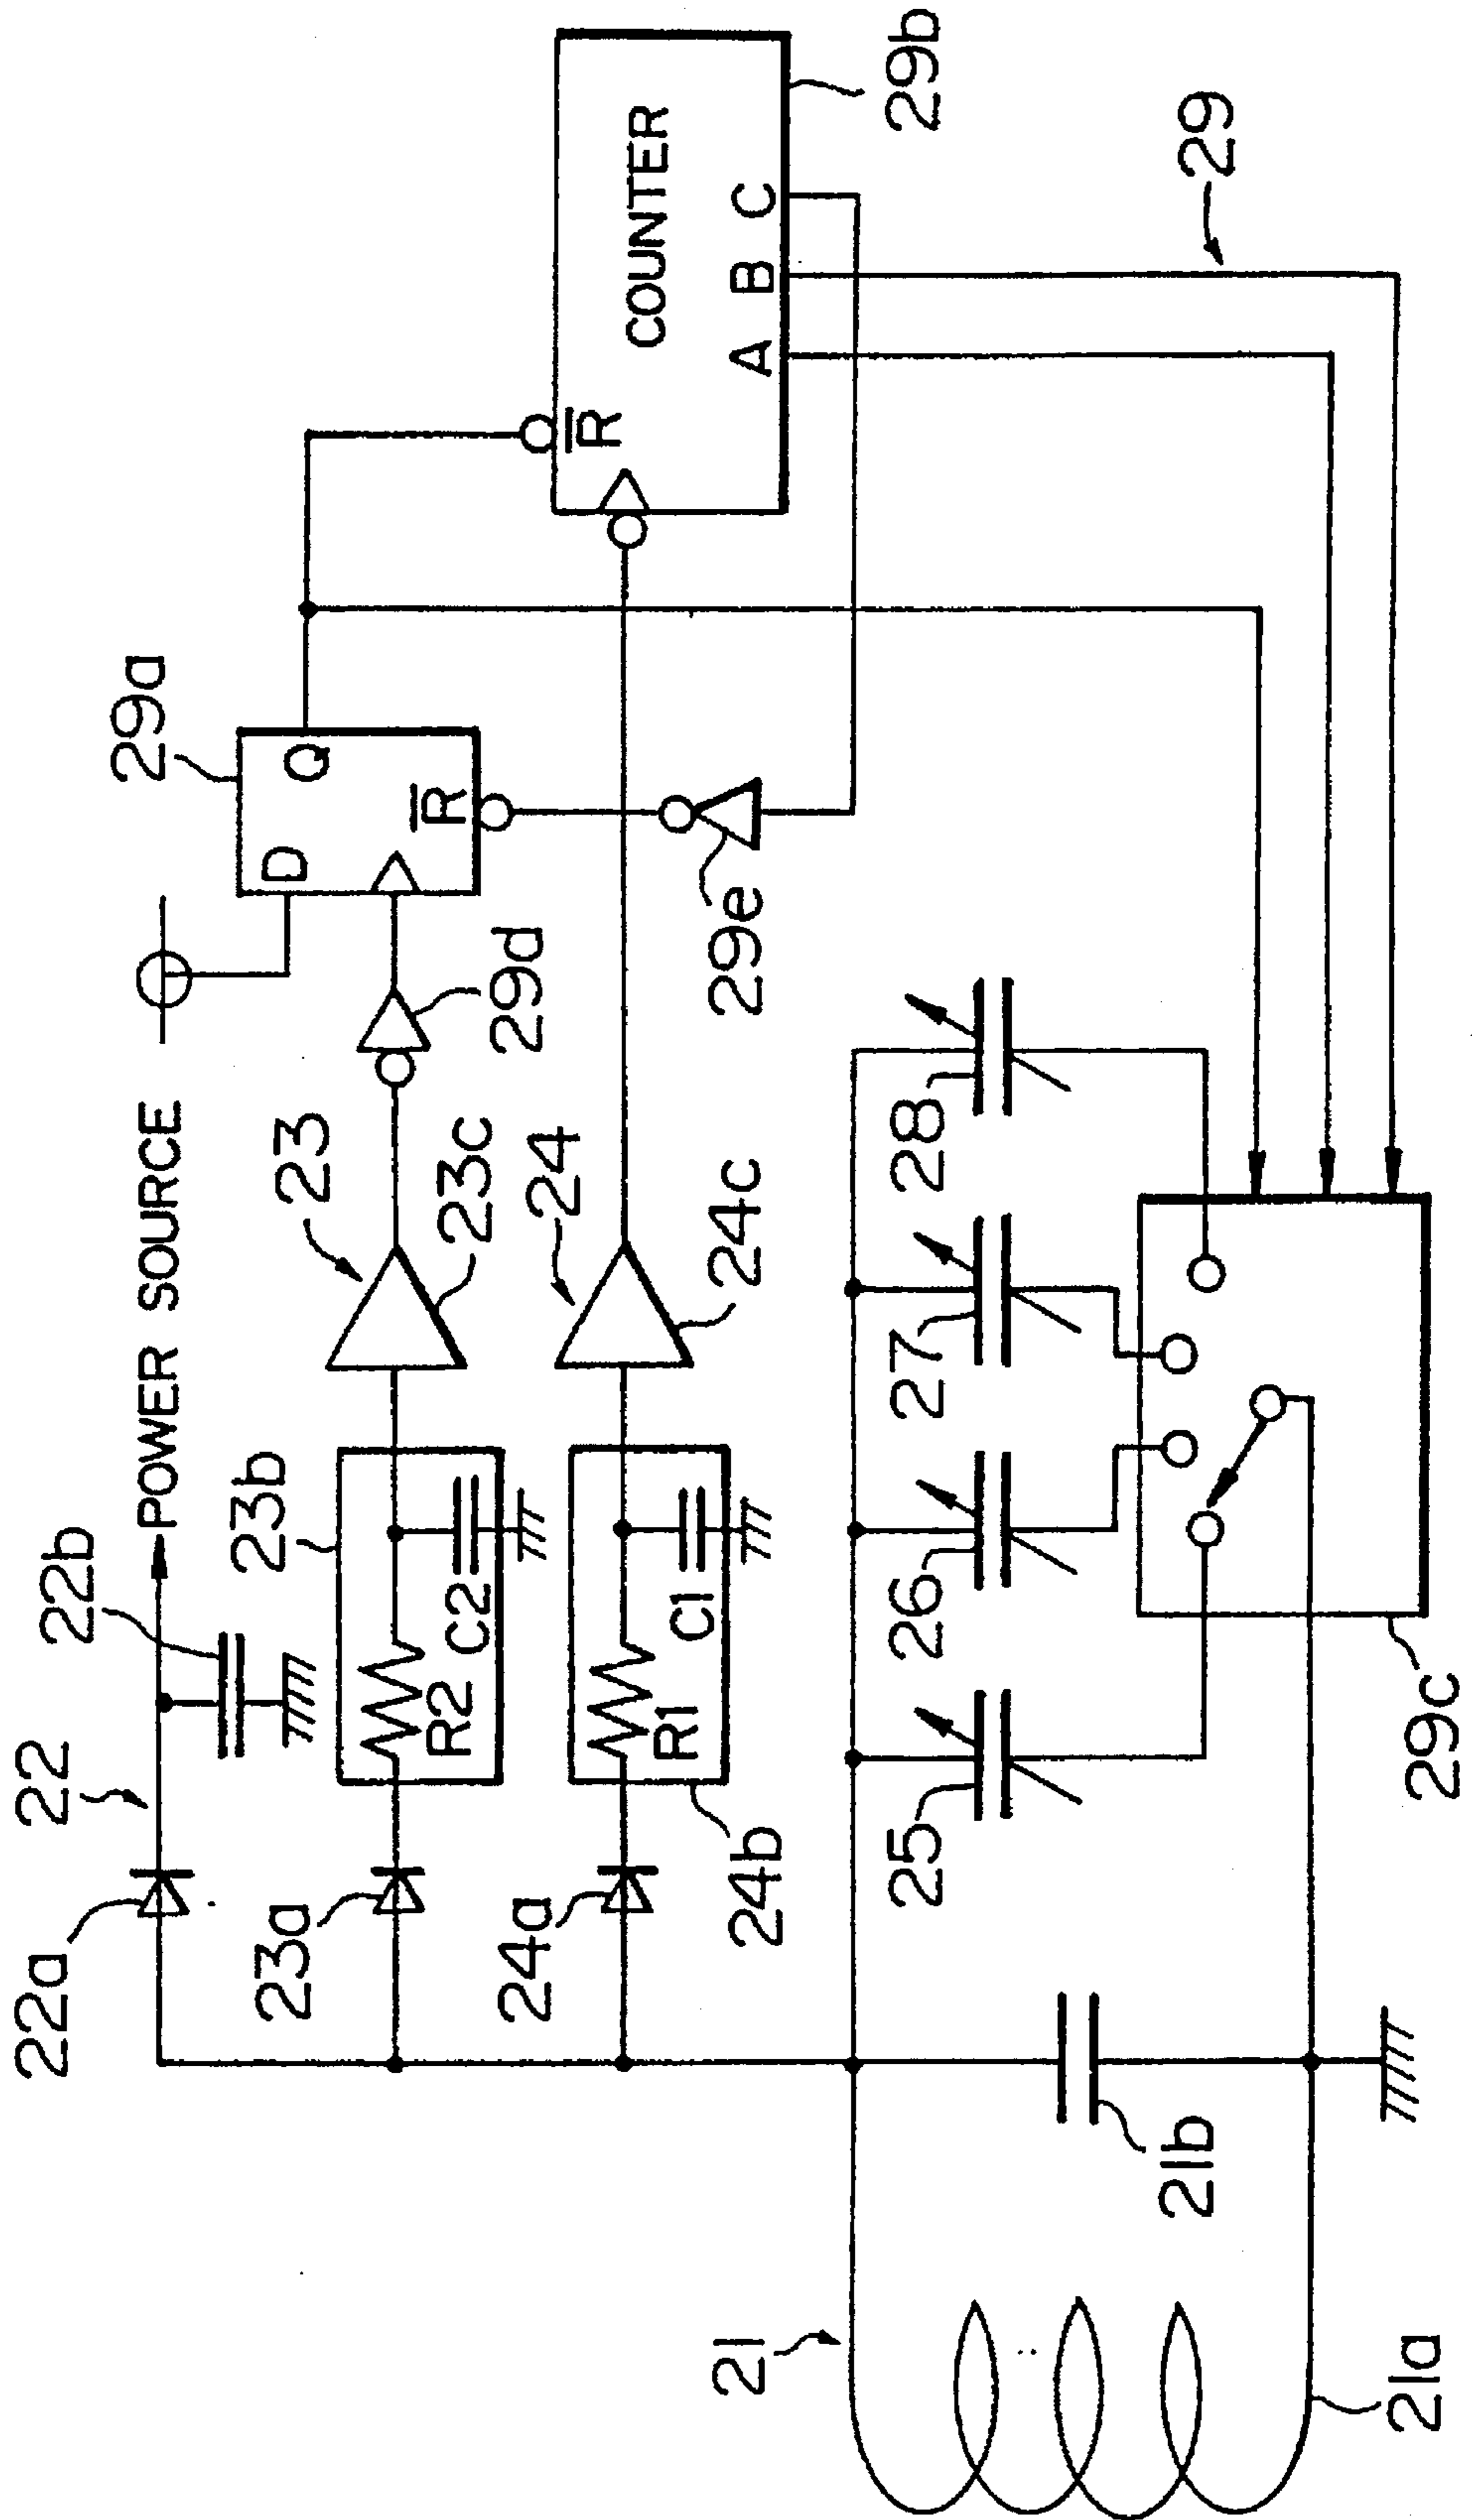 22a
22
22b
POWER SOURCE
29a
D
Q
R
23a
23b
R2
C2
23
23c
29d
24a
24b
R1
C1
24
24c
29e
R
COUNTER
A B C
29b
29
21
21a
21b
25
26
27
28
29c